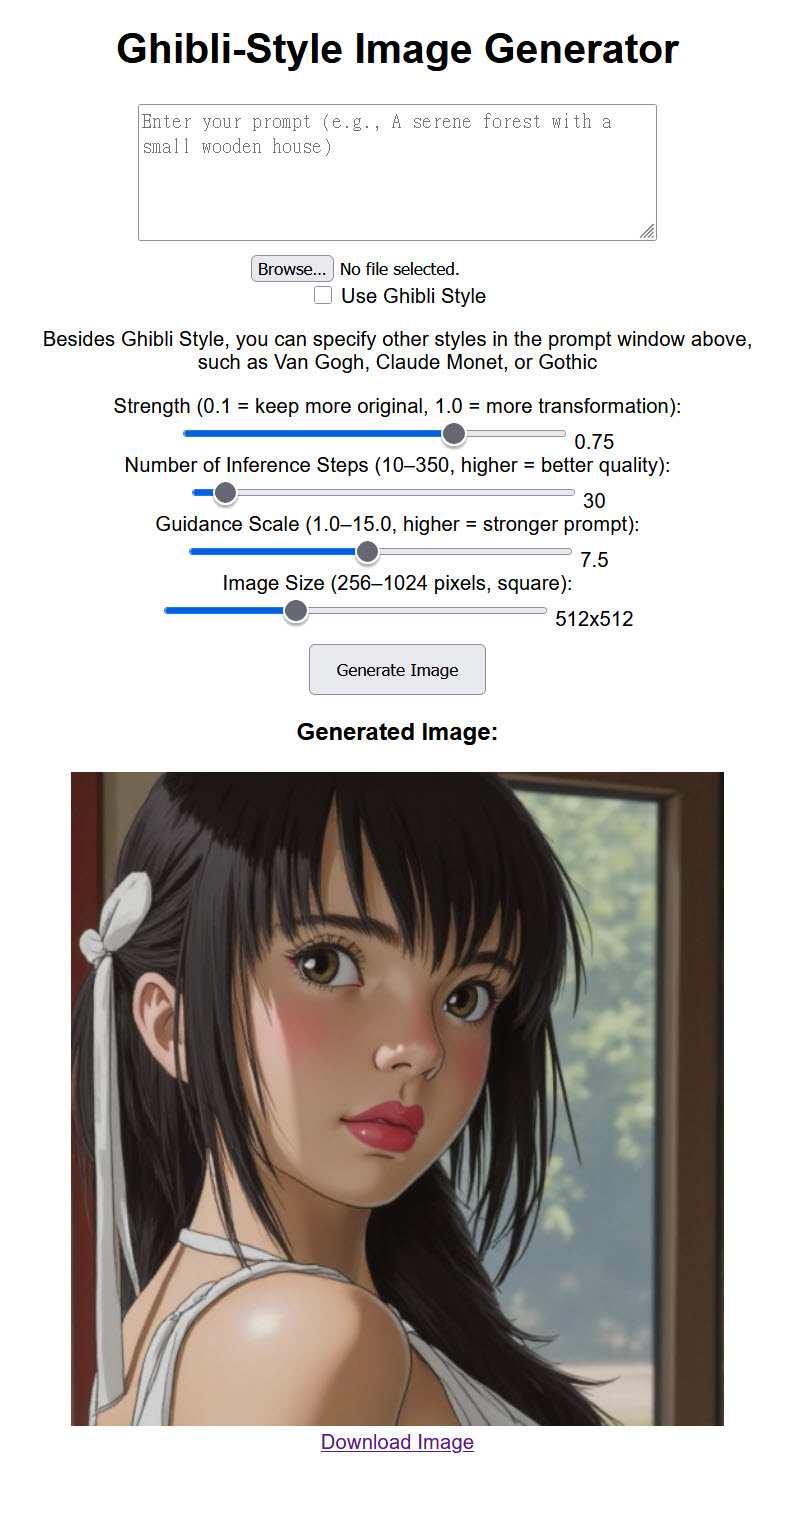 Ghibli-Style Image Generator
Enter your prompt (e.g., A serene forest with a
small wooden house)
Browse... No file selected.
Use Ghibli Style
Besides Ghibli Style, you can specify other styles in the prompt window above,
such as Van Gogh, Claude Monet, or Gothic
Strength (0.1 = keep more original, 1.0 = more transformation):
0.75
Number of Inference Steps (10–350, higher = better quality):
30
Guidance Scale (1.0–15.0, higher = stronger prompt):
7.5
Image Size (256–1024 pixels, square):
512x512
Generate Image
Generated Image:
Download Image